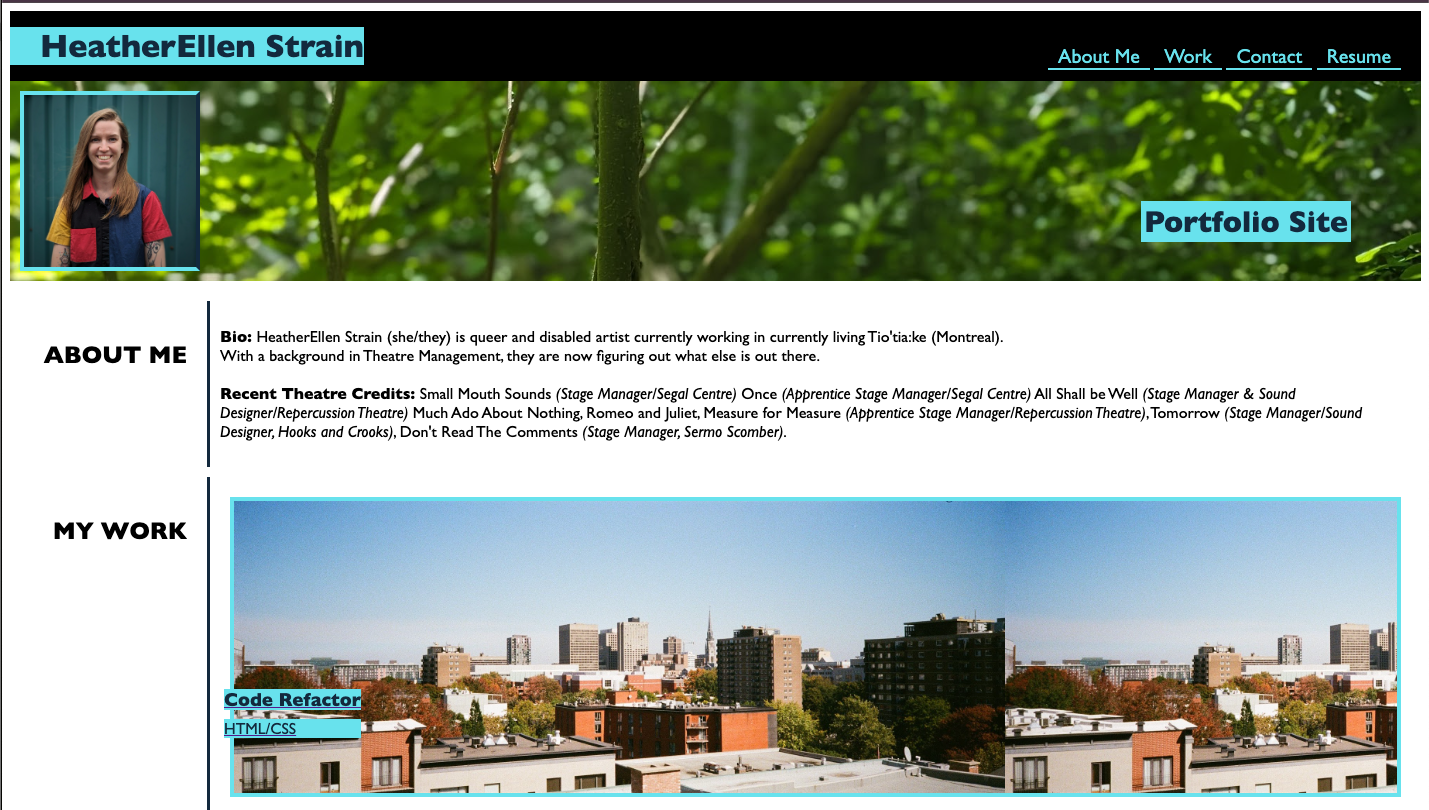 HeatherEllen Strain
About Me Work Contact Resume
Portfolio Site
ABOUT ME
Bio: HeatherEllen Strain (she/they) is queer and disabled artist currently working in currently living Tio'tia:ke (Montreal).
With a background in Theatre Management, they are now figuring out what else is out there.
Recent Theatre Credits: Small Mouth Sounds (Stage Manager/Segal Centre) Once (Apprentice Stage Manager/Segal Centre) All Shall be Well (Stage Manager & Sound
Designer/Repercussion Theatre) Much Ado About Nothing, Romeo and Juliet, Measure for Measure (Apprentice Stage Manager/Repercussion Theatre), Tomorrow (Stage Manager/Sound
Designer, Hooks and Crooks), Don't Read The Comments (Stage Manager, Sermo Scomber).
MY WORK
Code Refactor
HTML/CSS